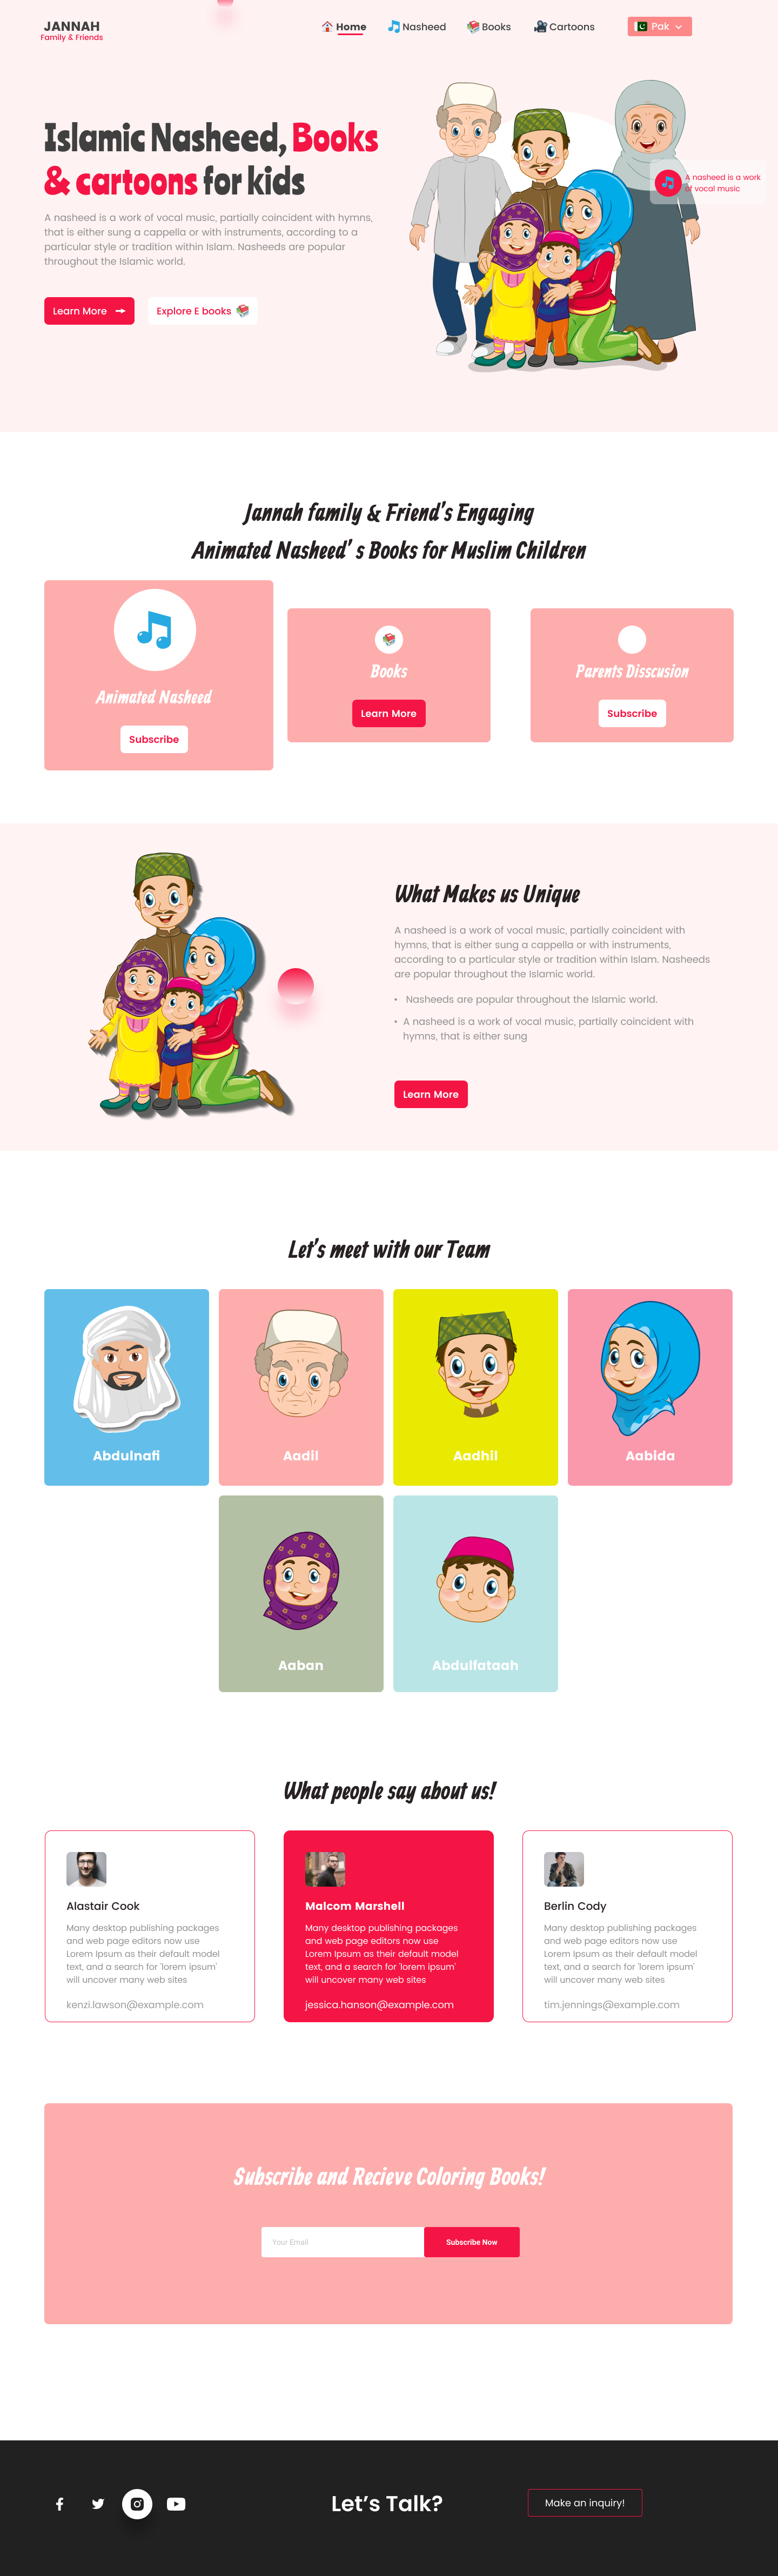 JANNAH
Family & Friends
Home
Nasheed
Books
Cartoons
Pak
Islamic Nasheed, Books
& cartoons for kids
A nasheed is a work of vocal music, partially coincident with hymns,
that is either sung a cappella or with instruments, according to a
particular style or tradition within Islam. Nasheeds are popular
throughout the Islamic world.
Learn More
Explore E books
A nasheed is a work
of vocal music
Jannah family & Friend's Engaging
Animated Nasheed' s Books for Muslim Children
Animated Nasheed
Subscribe
Books
Learn More
Parents Disscusion
Subscribe
What Makes us Unique
A nasheed is a work of vocal music, partially coincident with
hymns, that is either sung a cappella or with instruments,
according to a particular style or tradition within Islam. Nasheeds
are popular throughout the Islamic world.
• Nasheeds are popular throughout the Islamic world.
• A nasheed is a work of vocal music, partially coincident with
hymns, that is either sung
Learn More
Let's meet with our Team
Abdulnafi
Aadil
Aadhil
Aabida
Aaban
Abdulfataah
What people say about us!
Alastair Cook
Many desktop publishing packages
and web page editors now use
Lorem Ipsum as their default model
text, and a search for 'lorem ipsum'
will uncover many web sites
kenzi.lawson@example.com
Malcom Marshell
Many desktop publishing packages
and web page editors now use
Lorem Ipsum as their default model
text, and a search for 'lorem ipsum'
will uncover many web sites
jessica.hanson@example.com
Berlin Cody
Many desktop publishing packages
and web page editors now use
Lorem Ipsum as their default model
text, and a search for 'lorem ipsum'
will uncover many web sites
tim.jennings@example.com
Subscribe and Recieve Coloring Books!
Your Email
Subscribe Now
Let's Talk?
Make an inquiry!